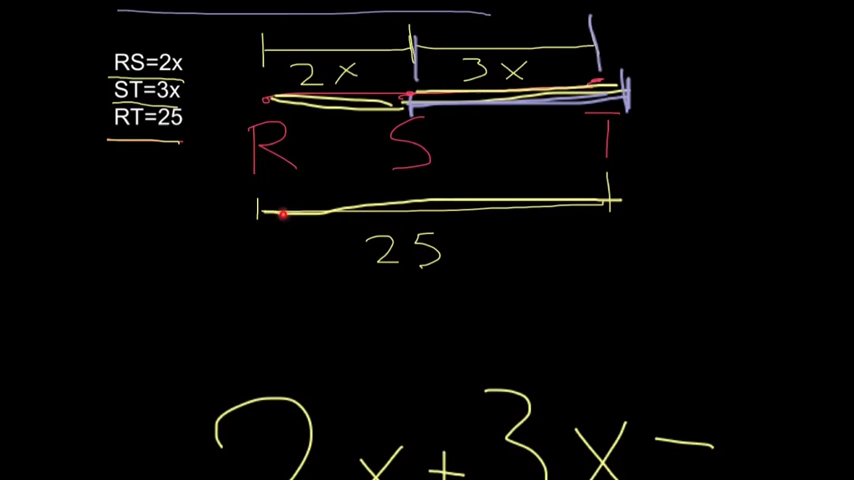 RS=2x
ST=3x
RT=25
2x 3x
R S T
25
2x+3x=